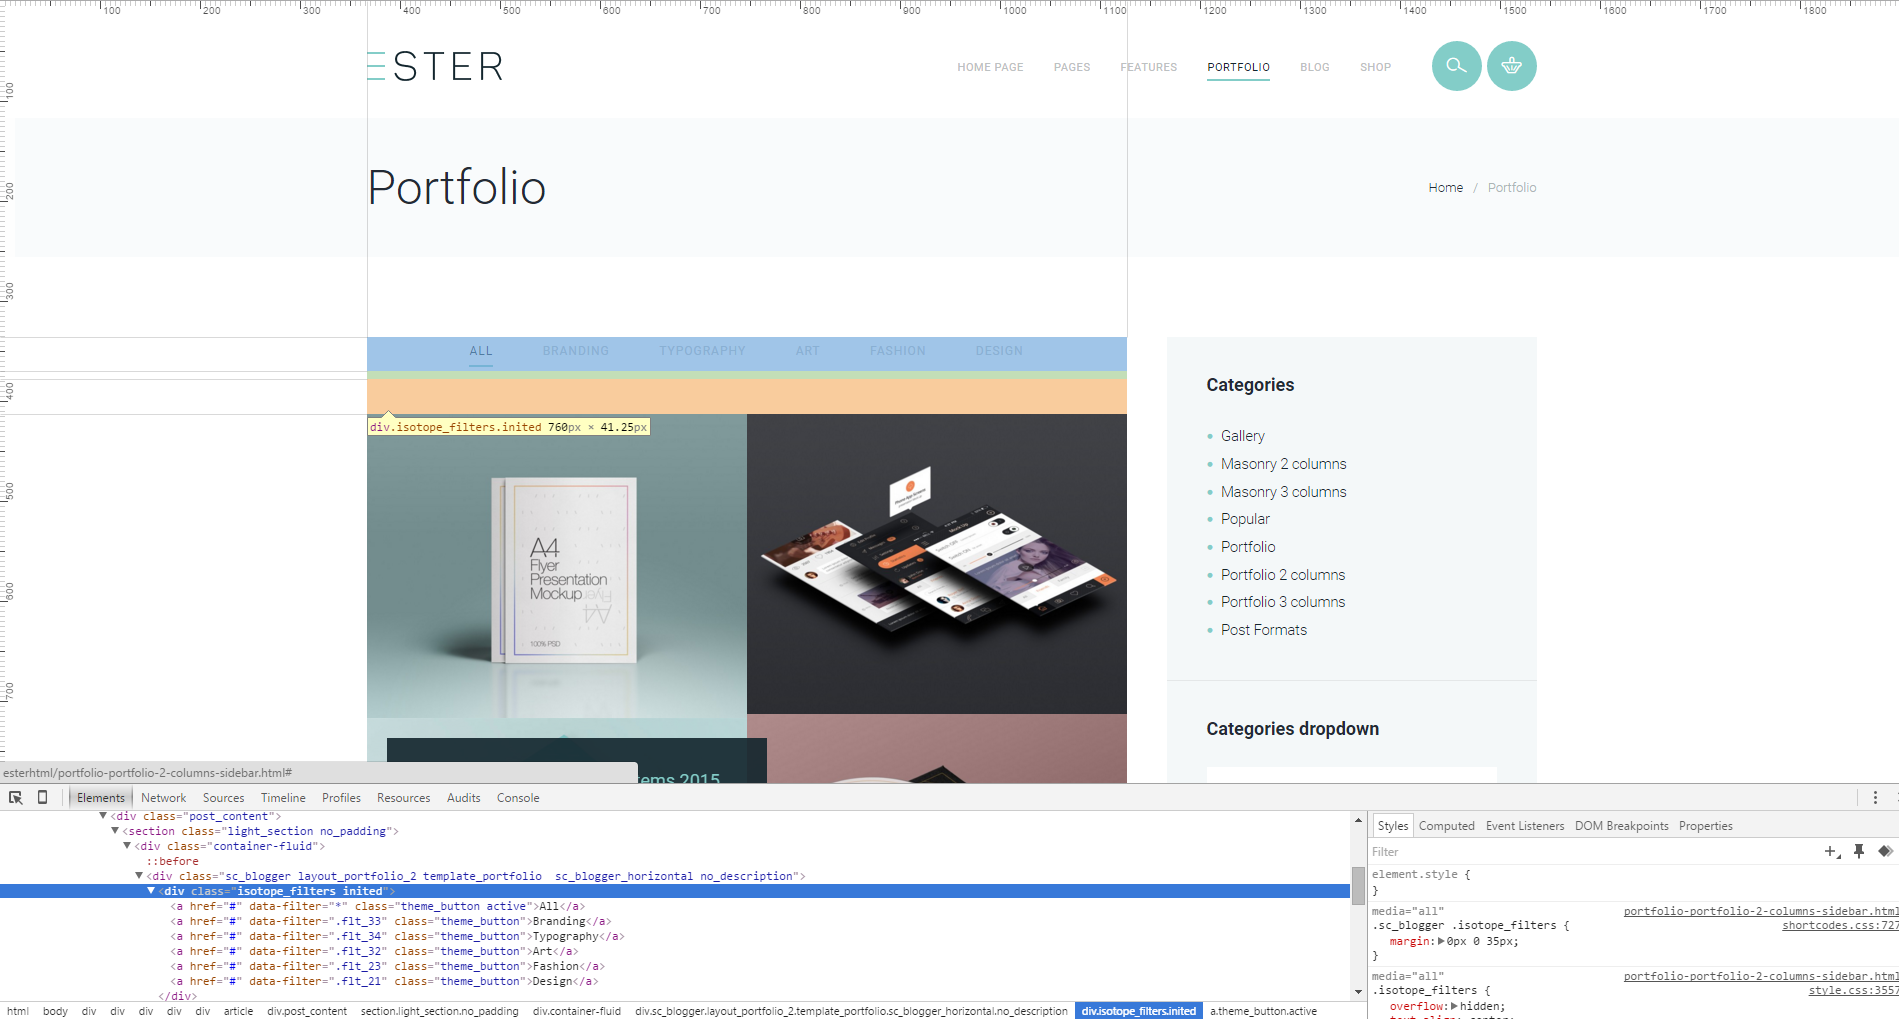 100 200 300 400 500 600 700 800 900 1000 1100 1200 1300 1400 1500 1600 1700 1800
100
200
300
400
500
600
700
ESTER
HOME PAGE PAGES FEATURES PORTFOLIO BLOG SHOP
Portfolio
Home / Portfolio
ALL BRANDING TYPOGRAPHY ART FASHION DESIGN
div.isotope_filters.inited 760px × 41.25px
A4
Flyer
Presentation
Mockup
100% PSD
Categories
Gallery
Masonry 2 columns
Masonry 3 columns
Popular
Portfolio
Portfolio 2 columns
Portfolio 3 columns
Post Formats
Categories dropdown
2015
esterhtml/portfolio-portfolio-2-columns-sidebar.html#
Elements Network Sources Timeline Profiles Resources Audits Console
<div class="post_content">
<section class="light_section no_padding">
<div class="container-fluid">
::before
<div class="sc_blogger layout_portfolio_2 template_portfolio  sc_blogger_horizontal no_description">
<div class="isotope_filters inited">
<a href="#" data-filter="*" class="theme_button active">All</a>
<a href="#" data-filter=".flt_33" class="theme_button">Branding</a>
<a href="#" data-filter=".flt_34" class="theme_button">Typography</a>
<a href="#" data-filter=".flt_32" class="theme_button">Art</a>
<a href="#" data-filter=".flt_23" class="theme_button">Fashion</a>
<a href="#" data-filter=".flt_21" class="theme_button">Design</a>
</div>
html body div div div div div article div.post_content section.light_section.no_padding div.container-fluid div.sc_blogger.layout_portfolio_2.template_portfolio.sc_blogger_horizontal.no_description div.isotope_filters.inited a.theme_button.active
Styles Computed Event Listeners DOM Breakpoints Properties
Filter
element.style {
}
media="all" portfolio-portfolio-2-columns-sidebar.html
.sc_blogger .isotope_filters { shortcodes.css:727
margin: 0px 0 35px;
}
media="all" portfolio-portfolio-2-columns-sidebar.html
.isotope_filters { style.css:3557
overflow: hidden;